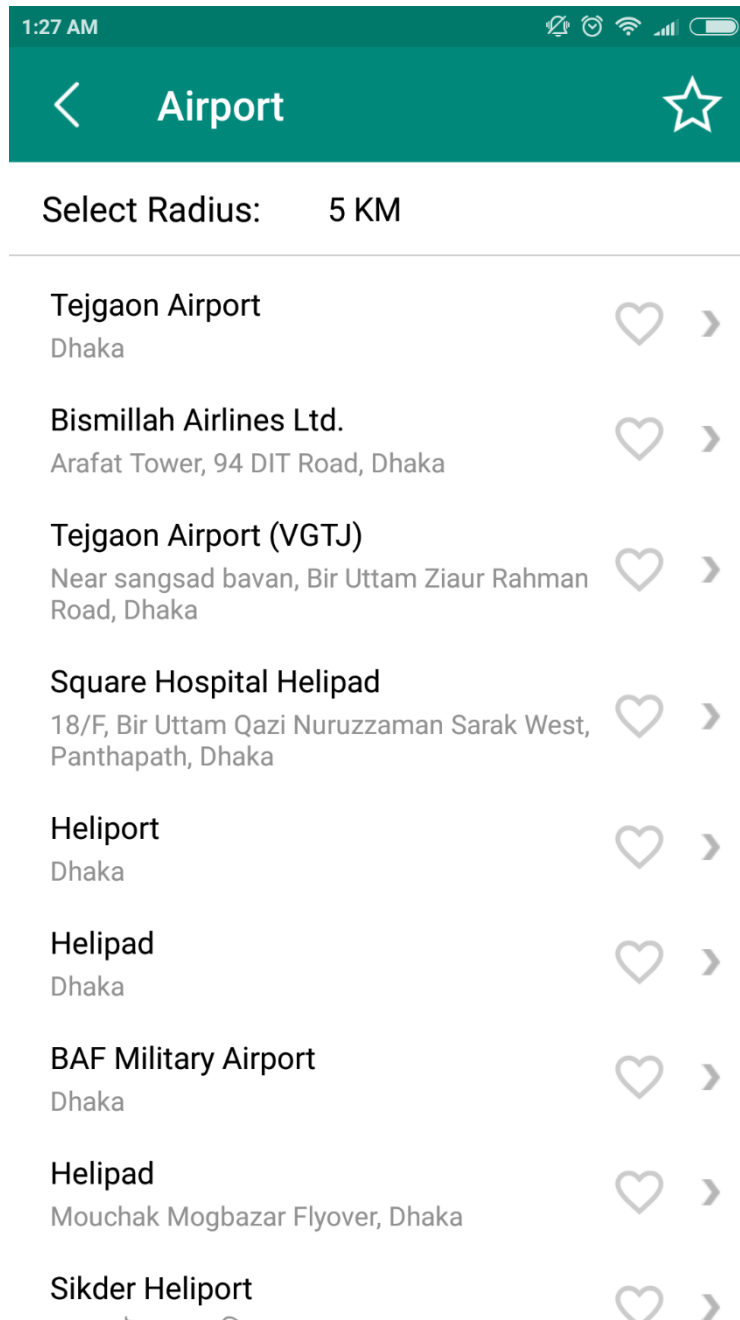 1:27 AM
Airport
Select Radius: 5 KM
Tejgaon Airport
Dhaka
Bismillah Airlines Ltd.
Arafat Tower, 94 DIT Road, Dhaka
Tejgaon Airport (VGTJ)
Near sangsad bavan, Bir Uttam Ziaur Rahman
Road, Dhaka
Square Hospital Helipad
18/F, Bir Uttam Qazi Nuruzzaman Sarak West,
Panthapath, Dhaka
Heliport
Dhaka
Helipad
Dhaka
BAF Military Airport
Dhaka
Helipad
Mouchak Mogbazar Flyover, Dhaka
Sikder Heliport